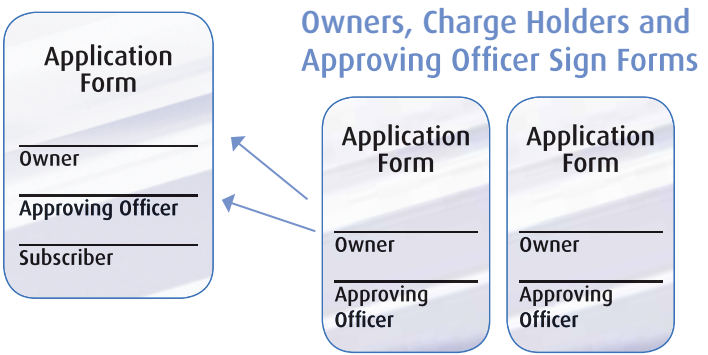 Owners, Charge Holders and
Approving Officer Sign Forms
Application
Form
Owner
Approving Officer
Subscriber
Application
Form
Owner
Approving
Officer
Application
Form
Owner
Approving
Officer